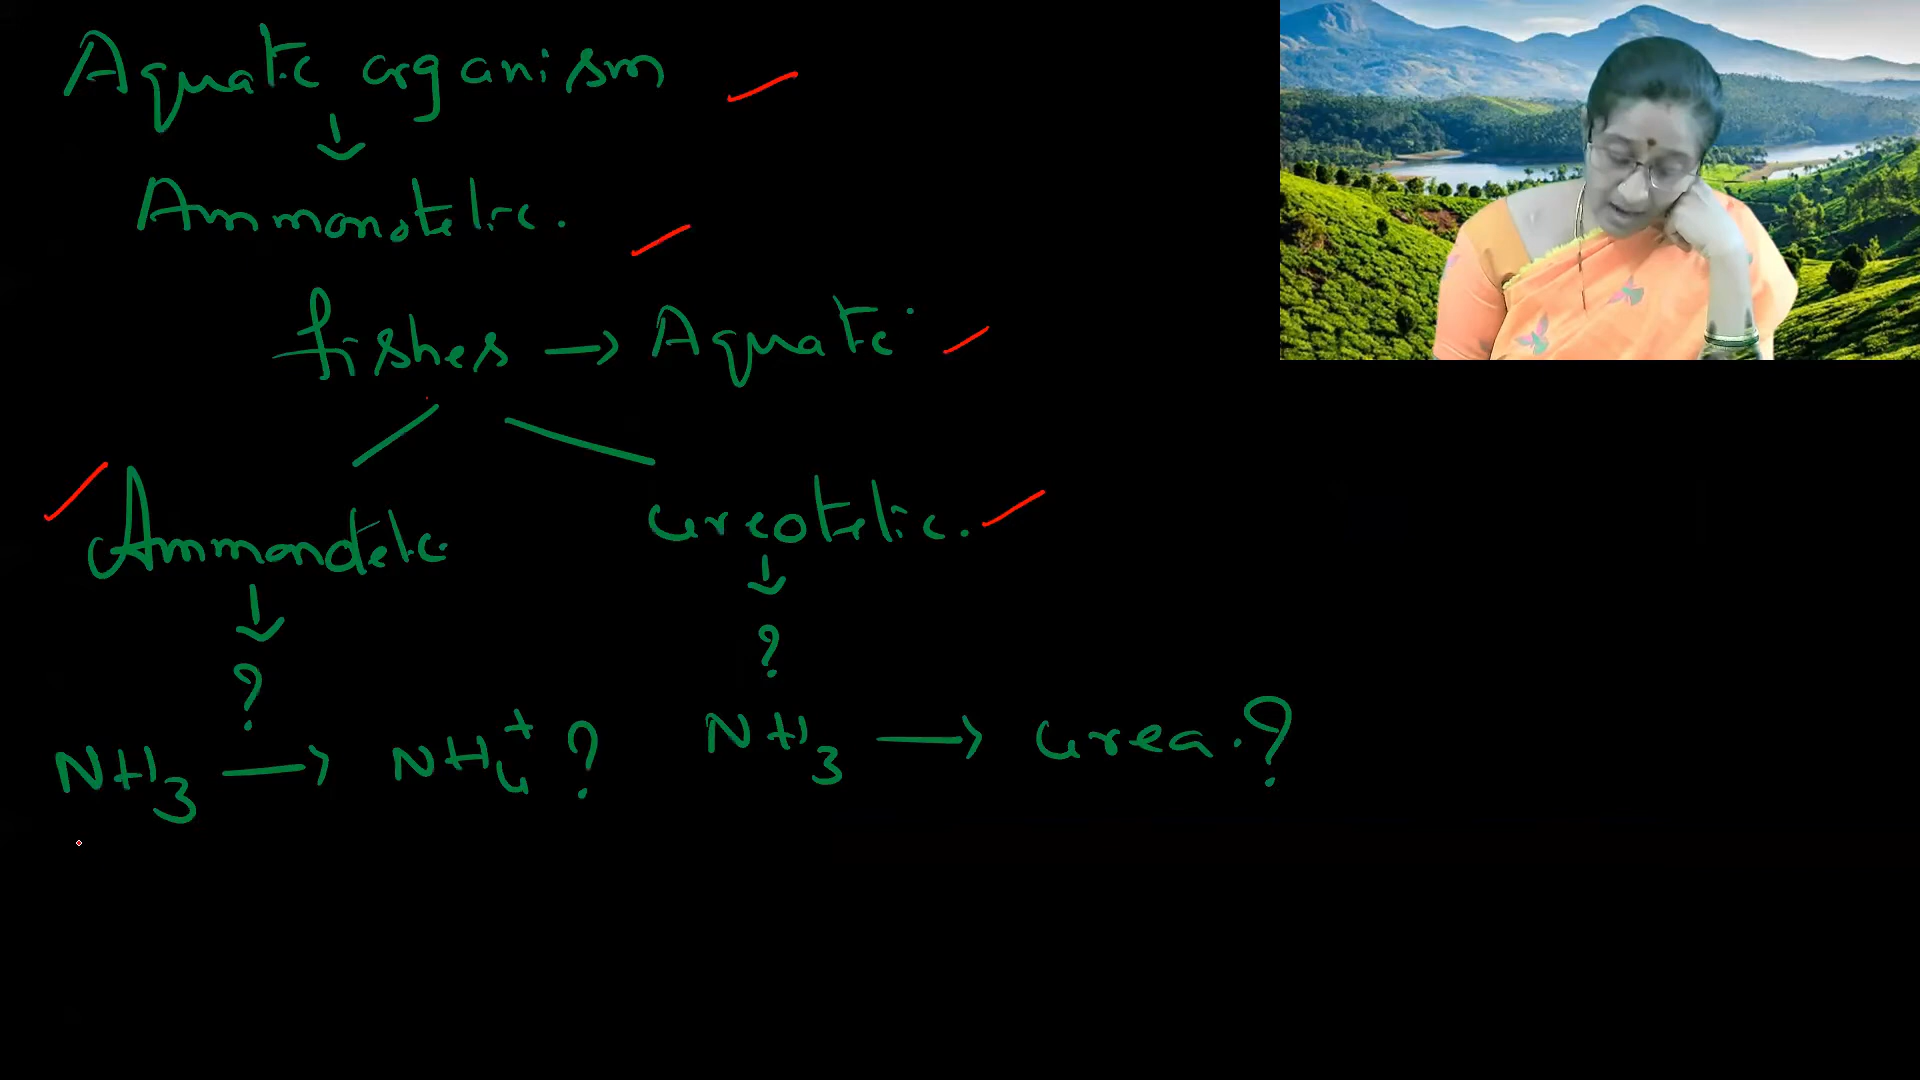 Aquatic organism
↓
Ammonotelic.
fishes → Aquatic
Ammonotelic ureotelic.
↓ ↓
? ?
NH₃ → NH₄⁺ ? NH₃ → urea. ?